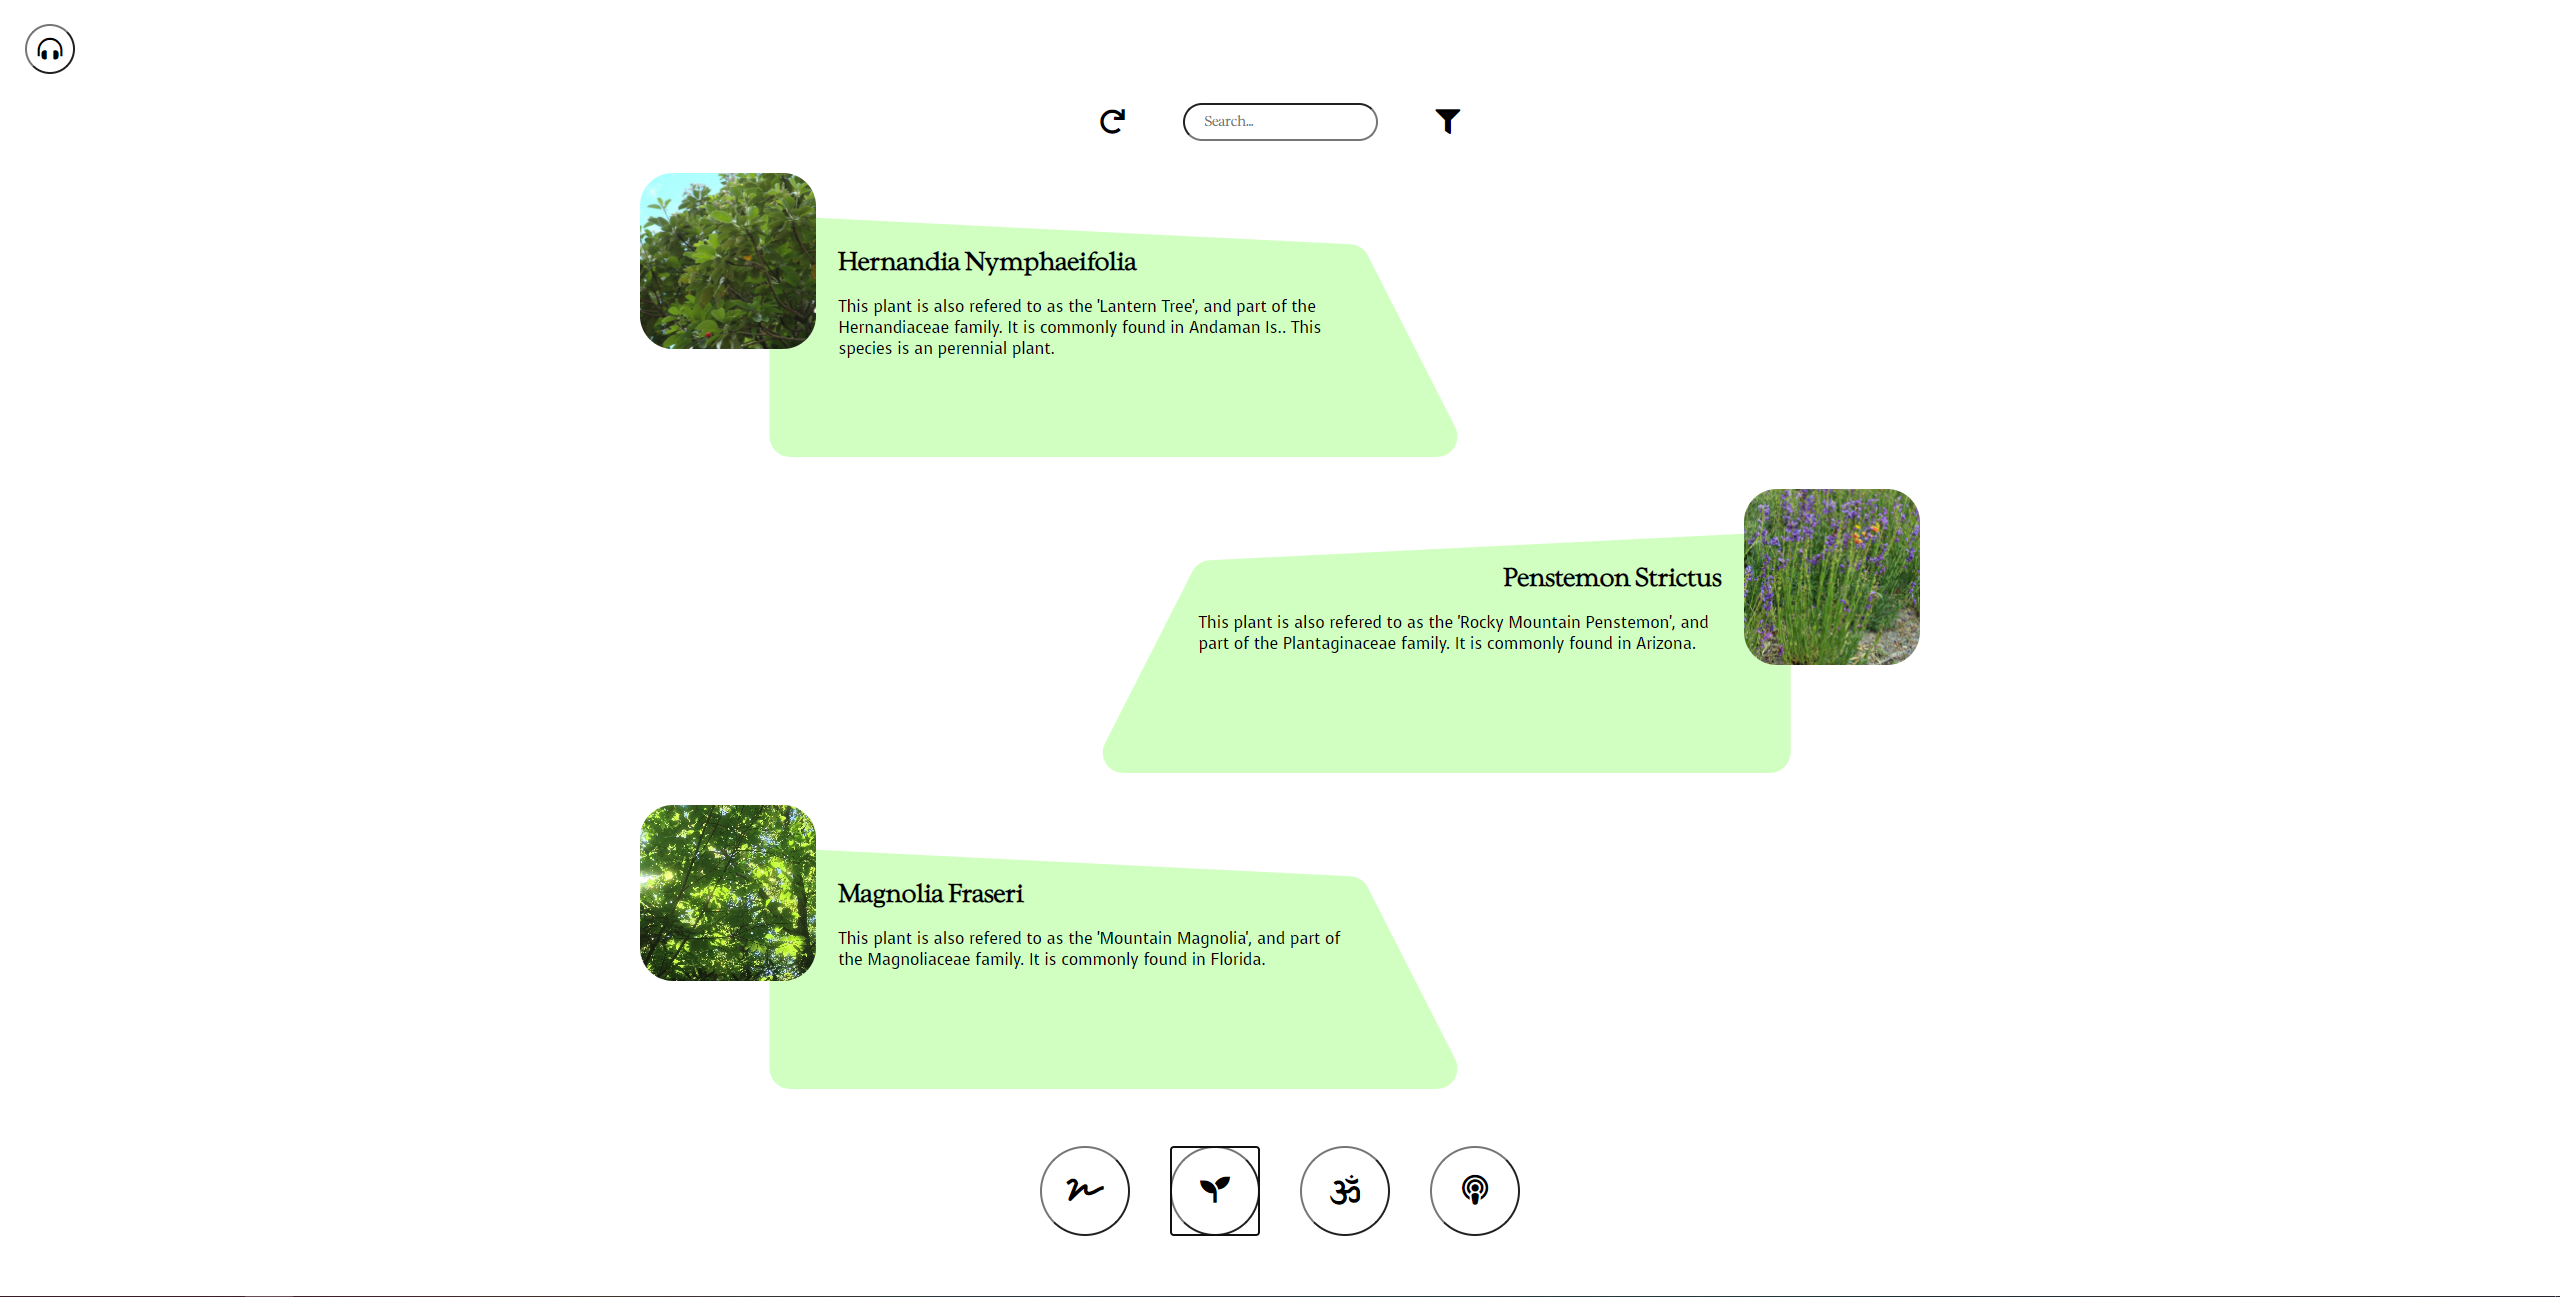 Search...
Hernandia Nymphaeifolia
This plant is also refered to as the 'Lantern Tree', and part of the
Hernandiaceae family. It is commonly found in Andaman Is.. This
species is an perennial plant.
Penstemon Strictus
This plant is also refered to as the 'Rocky Mountain Penstemon', and
part of the Plantaginaceae family. It is commonly found in Arizona.
Magnolia Fraseri
This plant is also refered to as the 'Mountain Magnolia', and part of
the Magnoliaceae family. It is commonly found in Florida.
ॐ